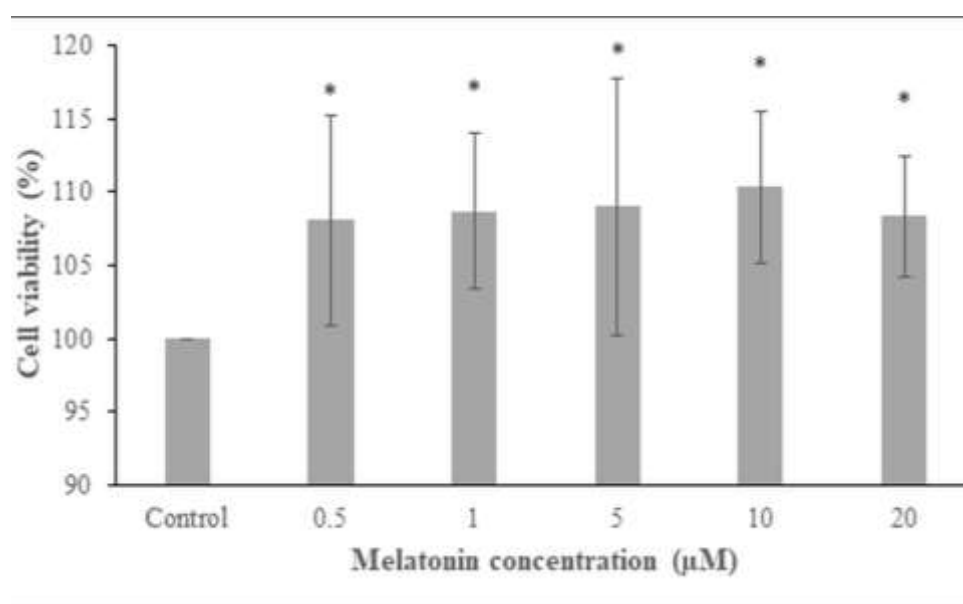 120
115
110
105
100
95
90
Cell viability (%)
* * * * *
Control 0.5 1 5 10 20
Melatonin concentration (µM)